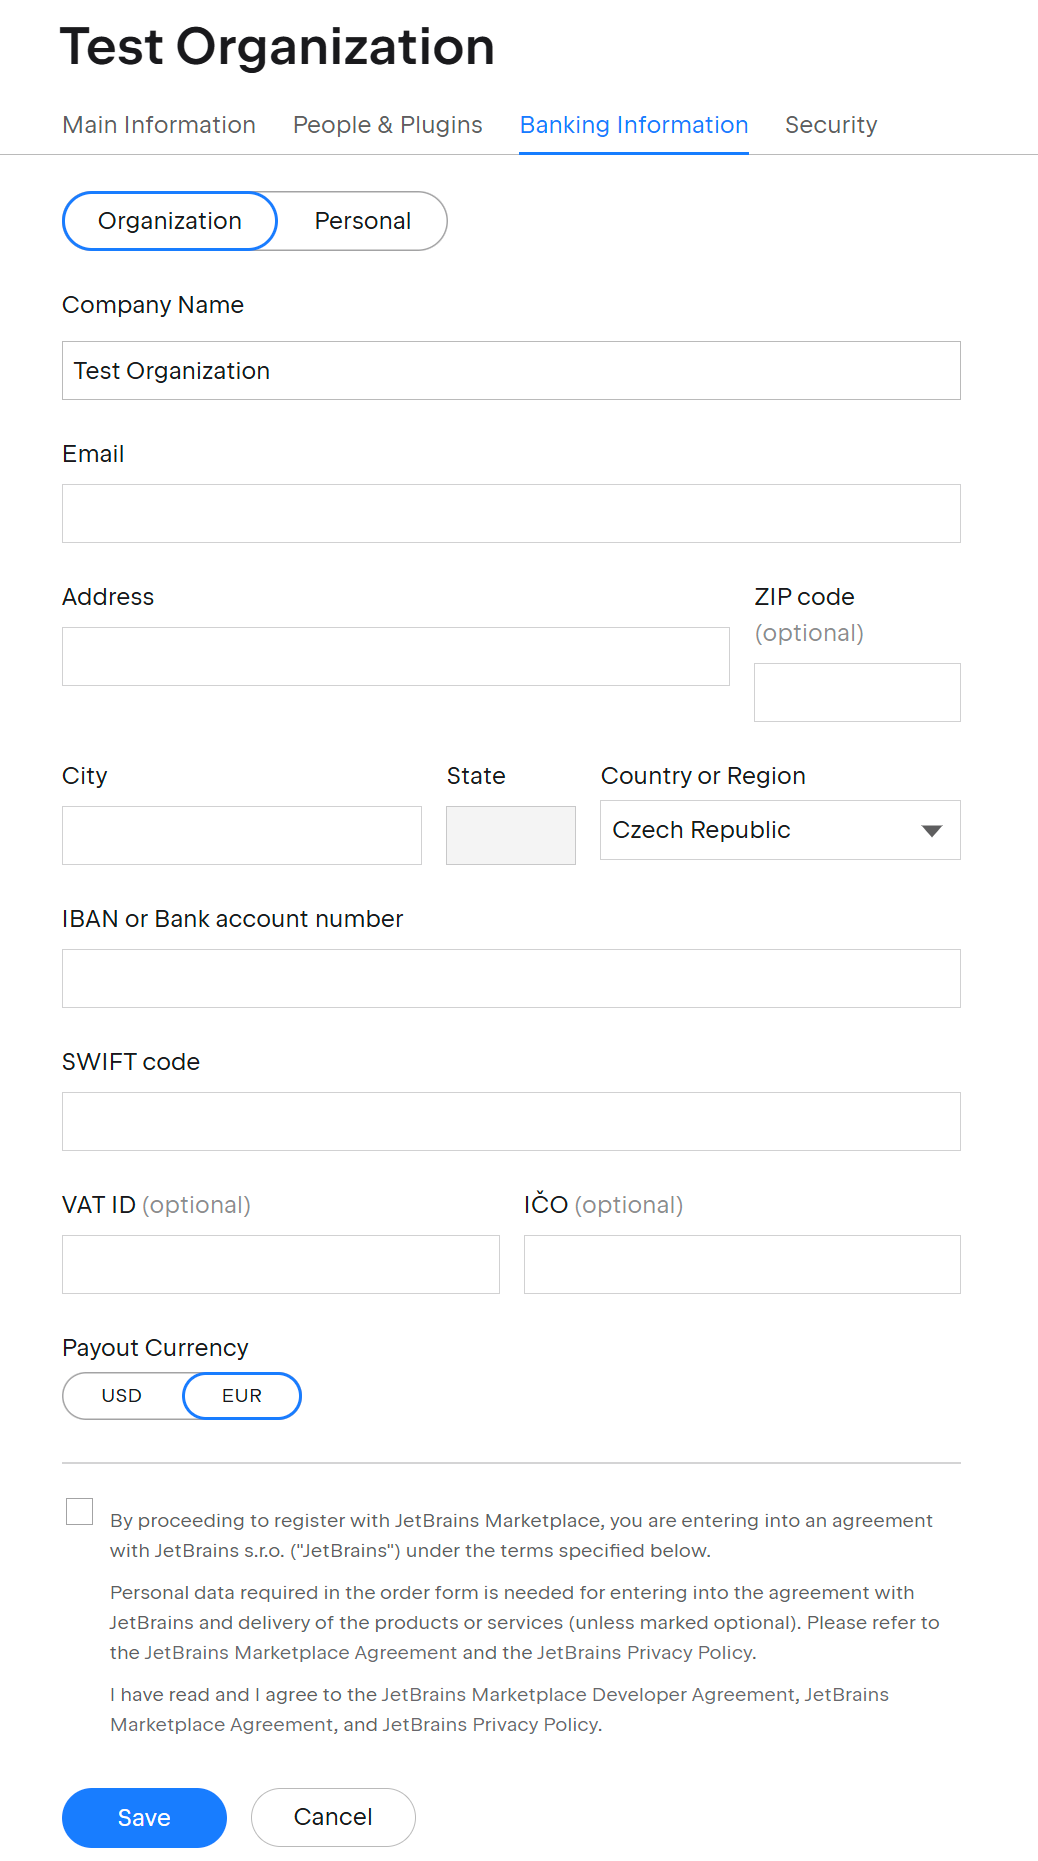 Test Organization
Main Information People & Plugins Banking Information Security
Organization Personal
Company Name
Test Organization
Email
Address ZIP code
(optional)
City State Country or Region
Czech Republic
IBAN or Bank account number
SWIFT code
VAT ID (optional) IČO (optional)
Payout Currency
USD EUR
By proceeding to register with JetBrains Marketplace, you are entering into an agreement
with JetBrains s.r.o. ("JetBrains") under the terms specified below.
Personal data required in the order form is needed for entering into the agreement with
JetBrains and delivery of the products or services (unless marked optional). Please refer to
the JetBrains Marketplace Agreement and the JetBrains Privacy Policy.
I have read and I agree to the JetBrains Marketplace Developer Agreement, JetBrains
Marketplace Agreement, and JetBrains Privacy Policy.
Save Cancel